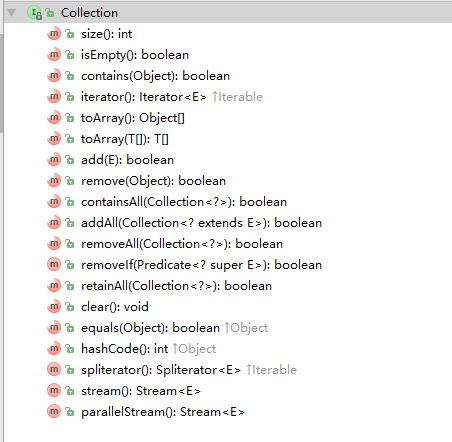 Collection
size(): int
isEmpty(): boolean
contains(Object): boolean
iterator(): Iterator<E> ↑Iterable
toArray(): Object[]
toArray(T[]): T[]
add(E): boolean
remove(Object): boolean
containsAll(Collection<?>): boolean
addAll(Collection<? extends E>): boolean
removeAll(Collection<?>): boolean
removeIf(Predicate<? super E>): boolean
retainAll(Collection<?>): boolean
clear(): void
equals(Object): boolean ↑Object
hashCode(): int ↑Object
spliterator(): Spliterator<E> ↑Iterable
stream(): Stream<E>
parallelStream(): Stream<E>